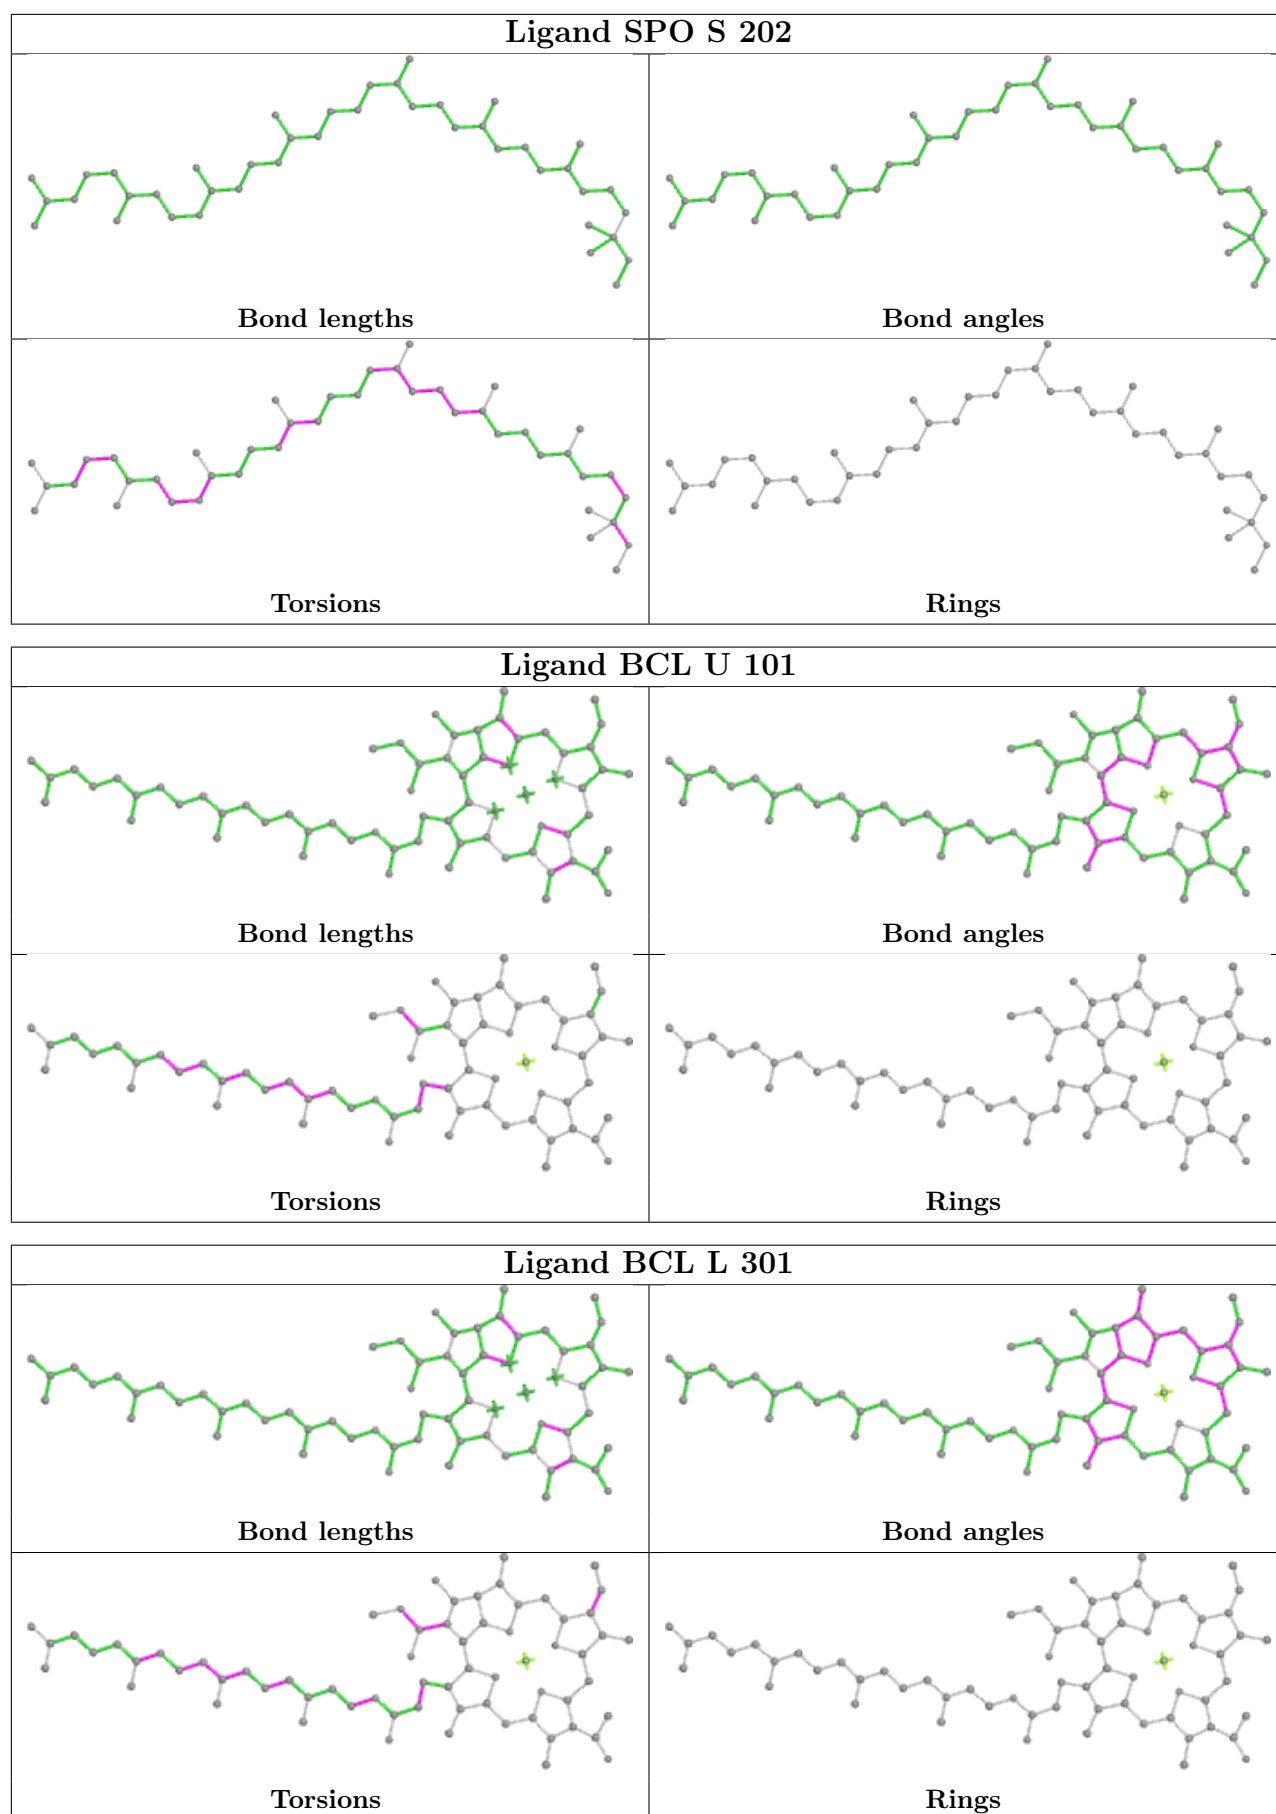 Ligand SPO S 202
Bond lengths
Bond angles
Torsions
Rings
Ligand BCL U 101
Bond lengths
Bond angles
Torsions
Rings
Ligand BCL L 301
Bond lengths
Bond angles
Torsions
Rings